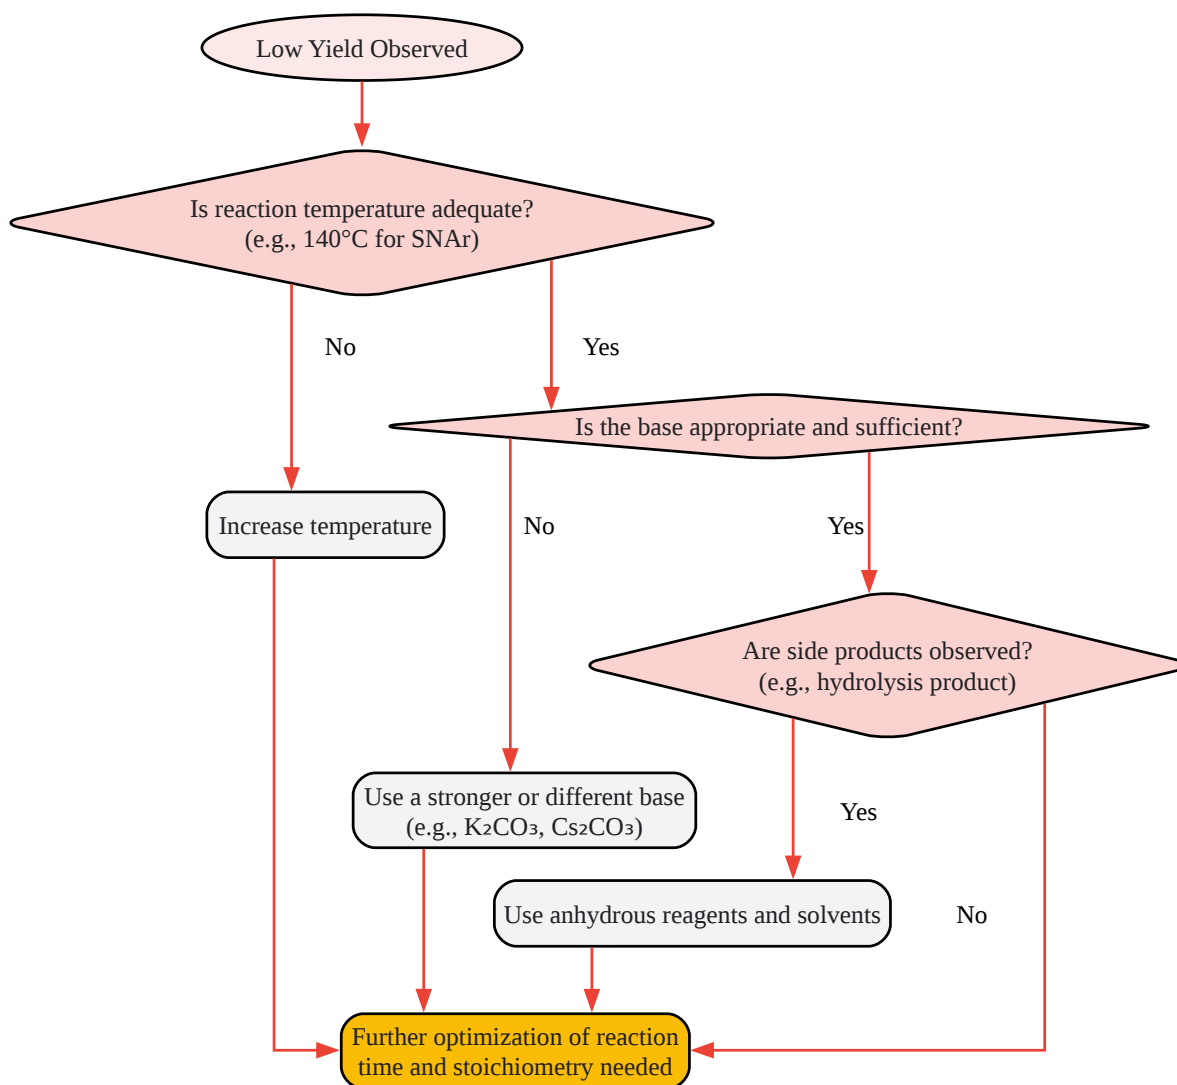 Low Yield Observed
Is reaction temperature adequate?
(e.g., 140°C for SNAr)
No
Yes
Is the base appropriate and sufficient?
Increase temperature
No
Yes
Are side products observed?
(e.g., hydrolysis product)
Use a stronger or different base
(e.g., K₂CO₃, Cs₂CO₃)
Yes
Use anhydrous reagents and solvents
No
Further optimization of reaction
time and stoichiometry needed